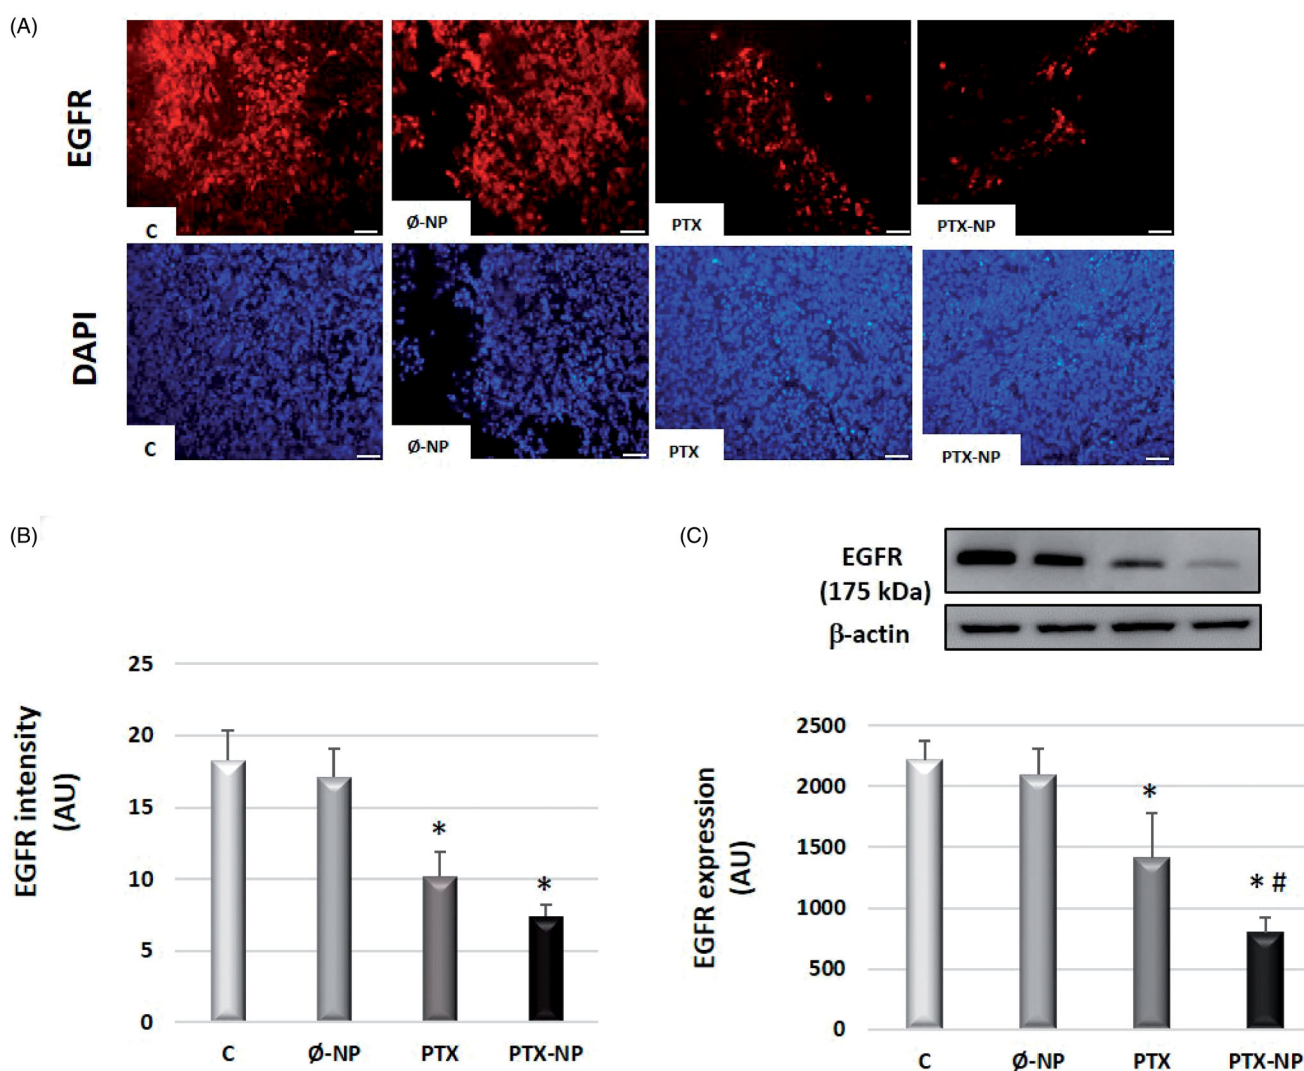 (A)
EGFR
C
Ø-NP
PTX
PTX-NP
DAPI
C
Ø-NP
PTX
PTX-NP
(B)
EGFR intensity
(AU)
25
20
15
10
5
0
*
*
C
Ø-NP
PTX
PTX-NP
(C)
EGFR
(175 kDa)
β-actin
EGFR expression
(AU)
2500
2000
1500
1000
500
0
*
* #
C
Ø-NP
PTX
PTX-NP